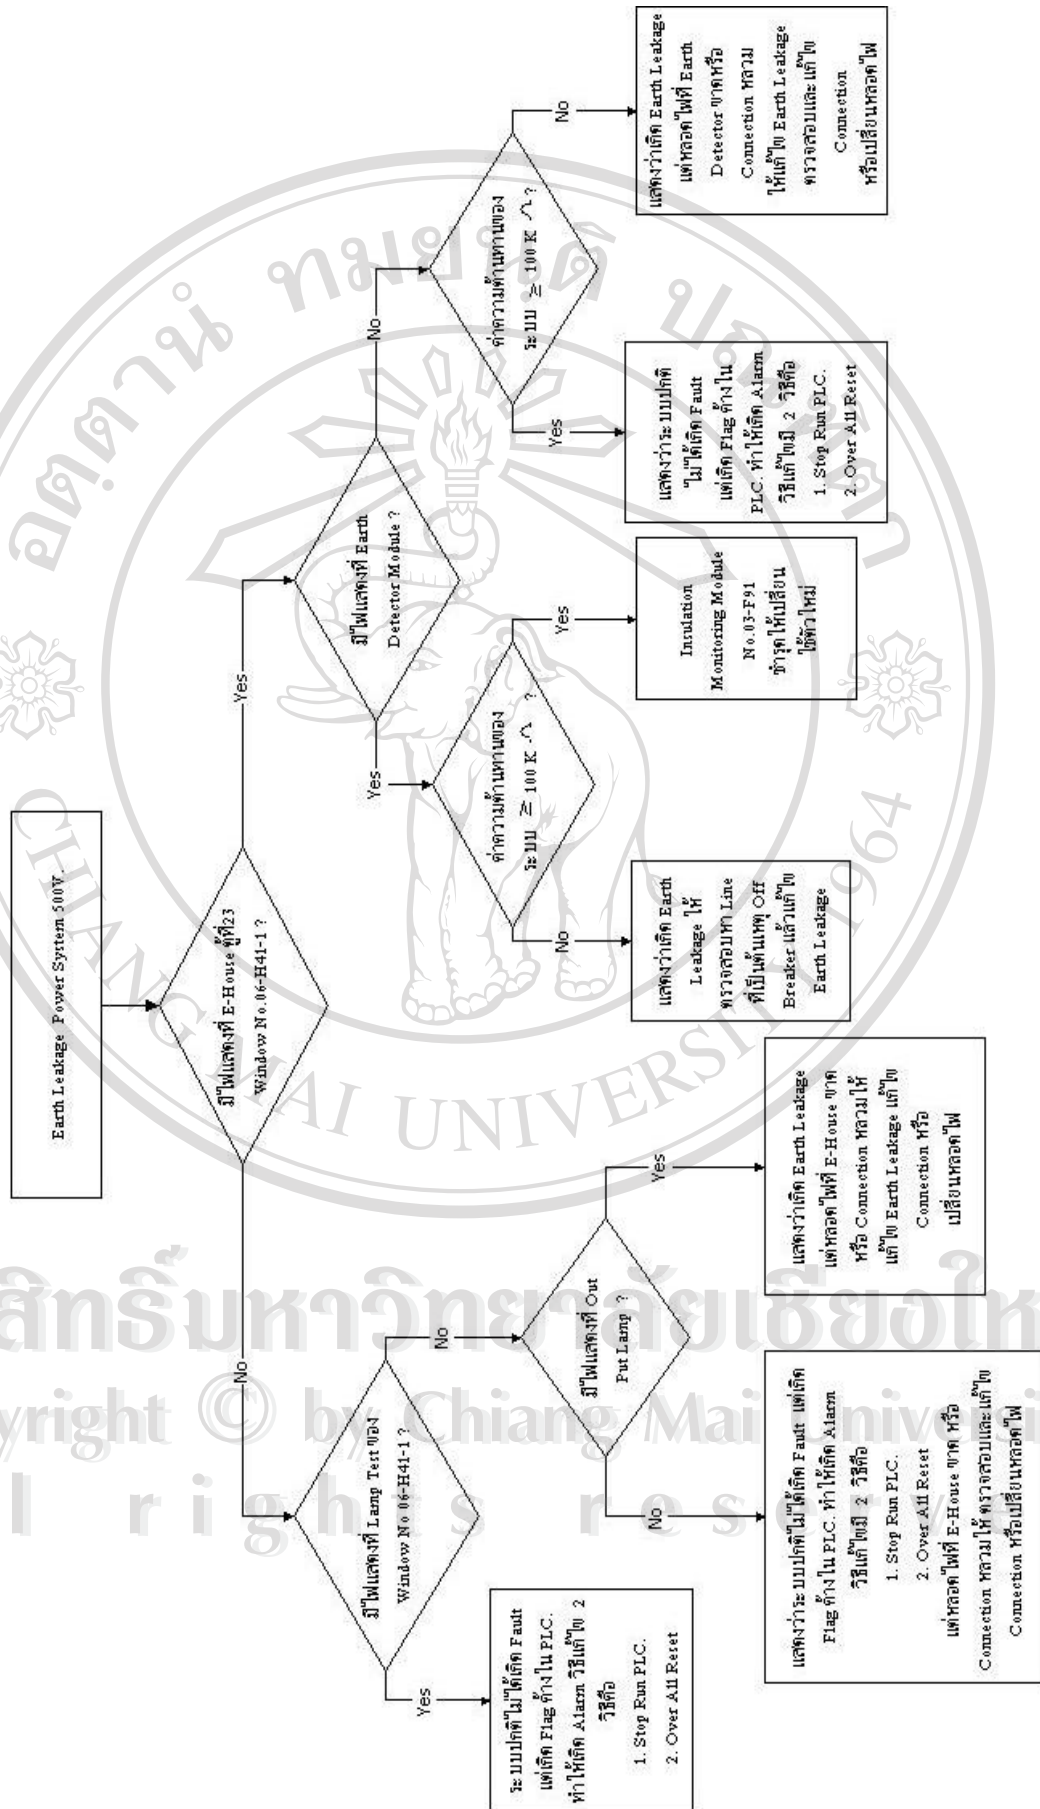 Earth Leakage Power System 500V.
มีไฟแสดงที่ E-House ตู้ที่23
Window No.06-H41-1 ?
No
Yes
มีไฟแสดงที่ Lamp Test ของ
Window No 06-H41-1 ?
Yes
No
ระบบปกติไม่ได้เกิด Fault
แต่เกิด Flag ค้างใน PLC.
ทำให้เกิด Alarm วิธีแก้ไข 2
วิธีคือ
1. Stop Run PLC.
2. Over All Reset
มีไฟแสดงที่ Out
Put Lamp ?
No
Yes
แสดงว่าระบบปกติไม่ได้เกิด Fault แต่เกิด
Flag ค้างใน PLC. ทำให้เกิด Alarm
วิธีแก้ไขมี 2 วิธีคือ
1. Stop Run PLC.
2. Over All Reset
แต่หลอดไฟที่ E-House ขาด หรือ
Connection หลวมให้ ตรวจสอบและแก้ไข
Connection หรือเปลี่ยนหลอดไฟ
แสดงว่าเกิด Earth Leakage
แต่หลอดไฟที่ E-House ขาด
หรือ Connection หลวมให้
แก้ไข Earth Leakage แก้ไข
Connection หรือ
เปลี่ยนหลอดไฟ
มีไฟแสดงที่ Earth
Detector Module ?
Yes
No
ค่าความต้านทานของ
ระบบ ≥ 100 K ?
No
Yes
แสดงว่าเกิด Earth
Leakage ให้
ตรวจสอบหา Line
ที่เป็นต้นเหตุ Off
Breaker แล้วแก้ไข
Earth Leakage
Insulation
Monitoring Module
No.03-F91
ชำรุดให้เปลี่ยน
ใช้ตัวใหม่
ค่าความต้านทานของ
ระบบ ≥ 100 K ?
Yes
No
แสดงว่าระบบปกติ
ไม่ได้เกิด Fault
แต่เกิด Flag ค้างใน
PLC. ทำให้เกิด Alarm
วิธีแก้ไขมี 2 วิธีคือ
1. Stop Run PLC.
2. Over All Reset
แสดงว่าเกิด Earth Leakage
แต่หลอดไฟที่ Earth
Detector ขาดหรือ
Connection หลวม
ให้แก้ไข Earth Leakage
ตรวจสอบและแก้ไข
Connection
หรือเปลี่ยนหลอดไฟ
CHIANG MAI UNIVERSITY 1964
by Chiang Mai